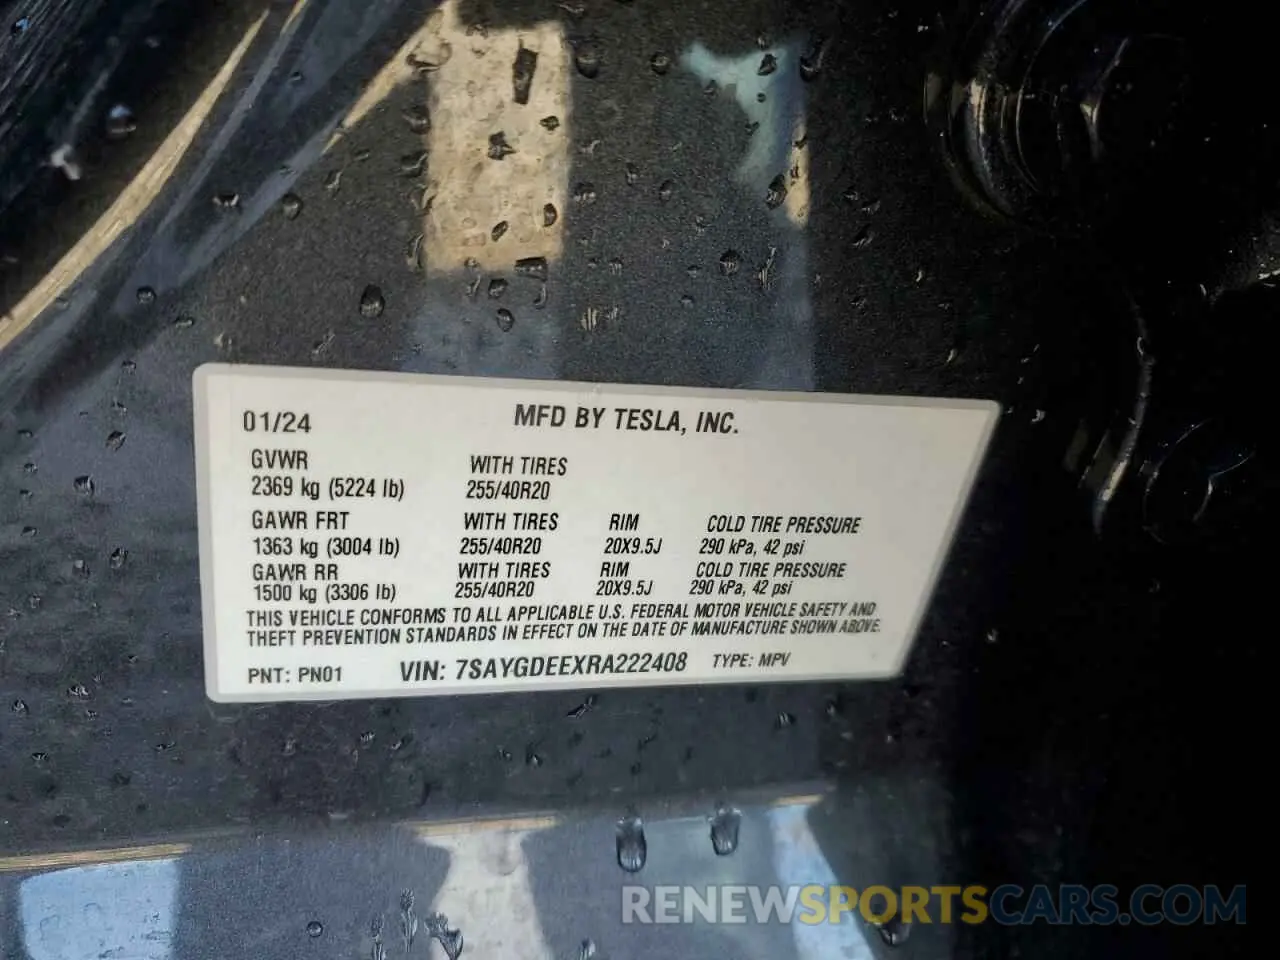 01/24 MFD BY TESLA, INC.
GVWR WITH TIRES
2369 kg (5224 lb) 255/40R20
GAWR FRT WITH TIRES RIM COLD TIRE PRESSURE
1363 kg (3004 lb) 255/40R20 20X9.5J 290 kPa, 42 psi
GAWR RR WITH TIRES RIM COLD TIRE PRESSURE
1500 kg (3306 lb) 255/40R20 20X9.5J 290 kPa, 42 psi
THIS VEHICLE CONFORMS TO ALL APPLICABLE U.S. FEDERAL MOTOR VEHICLE SAFETY AND
THEFT PREVENTION STANDARDS IN EFFECT ON THE DATE OF MANUFACTURE SHOWN ABOVE.
PNT: PN01 VIN: 7SAYGDEEXRA222408 TYPE: MPV
RENEWSPORTSCARS.COM